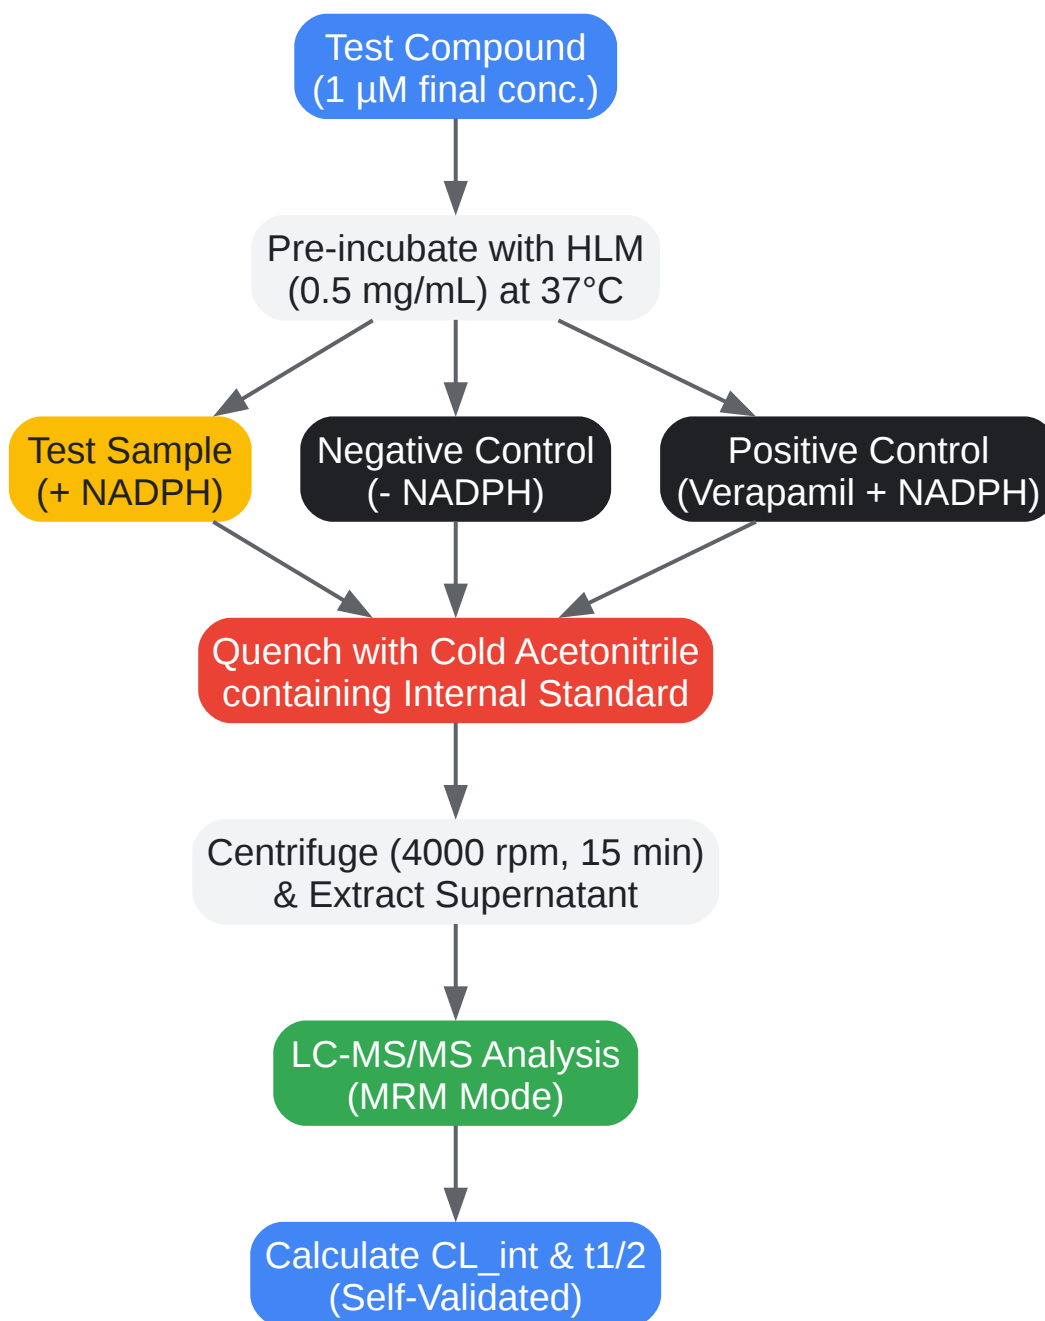 Test Compound
(1 µM final conc.)
Pre-incubate with HLM
(0.5 mg/mL) at 37°C
Test Sample
(+ NADPH)
Negative Control
(- NADPH)
Positive Control
(Verapamil + NADPH)
Quench with Cold Acetonitrile
containing Internal Standard
Centrifuge (4000 rpm, 15 min)
& Extract Supernatant
LC-MS/MS Analysis
(MRM Mode)
Calculate CL_int & t1/2
(Self-Validated)